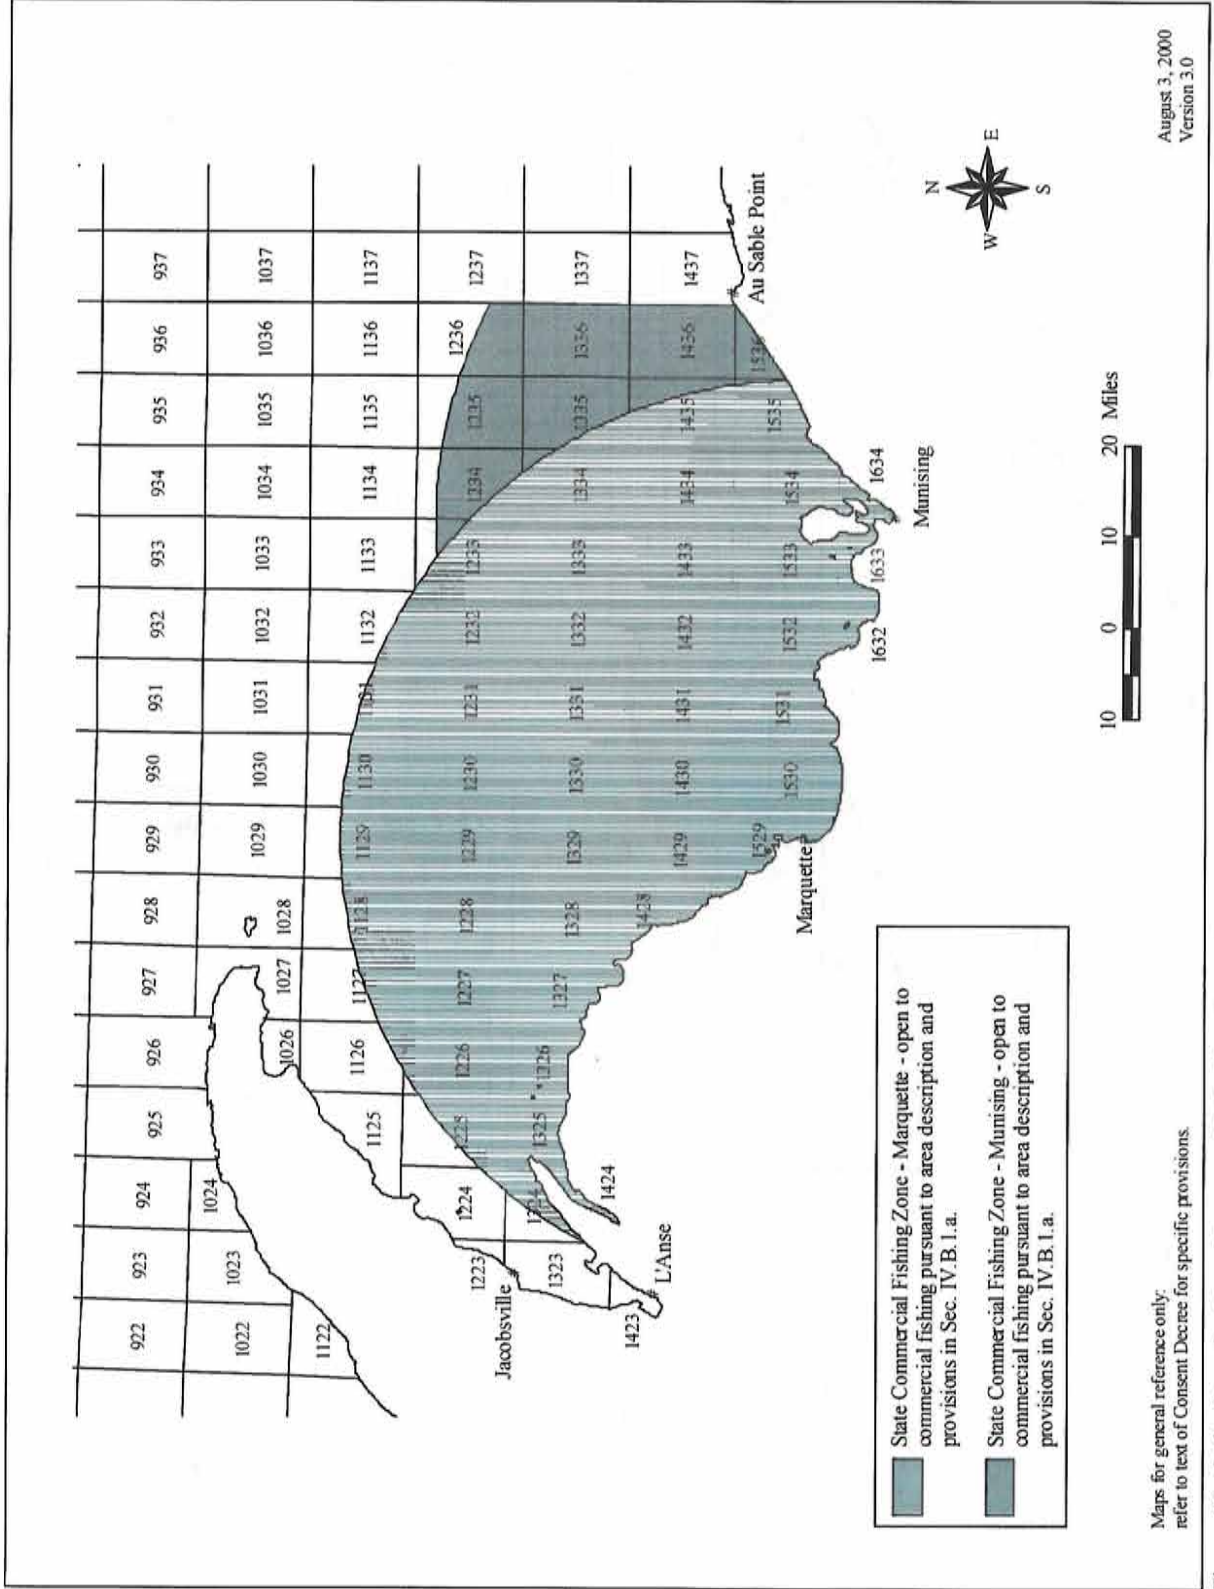 922 923 924 925 926 927 928 929 930 931 932 933 934 935 936 937
1022 1023 1024 1026 1027 1028 1029 1030 1031 1032 1033 1034 1035 1036 1037
1122 1125 1126 1127 1128 1129 1130 1131 1132 1133 1134 1135 1136 1137
1223 1224 1225 1226 1227 1228 1229 1230 1231 1232 1233 1234 1235 1236 1237
Jacobsville
1323 1324 1325 1326 1327 1328 1329 1330 1331 1332 1333 1334 1335 1336 1337
1423 1424 1428 1429 1430 1431 1432 1433 1434 1435 1436 1437
L'Anse
Au Sable Point
1529 1530 1531 1532 1533 1534 1535 1536
Marquette
1632 1633 1634
Munising
N
W
E
S
State Commercial Fishing Zone - Marquette - open to
commercial fishing pursuant to area description and
provisions in Sec. IV.B.1.a.
State Commercial Fishing Zone - Munising - open to
commercial fishing pursuant to area description and
provisions in Sec. IV.B.1.a.
10 0 10 20 Miles
Maps for general reference only:
refer to text of Consent Decree for specific provisions.
August 3, 2000
Version 3.0